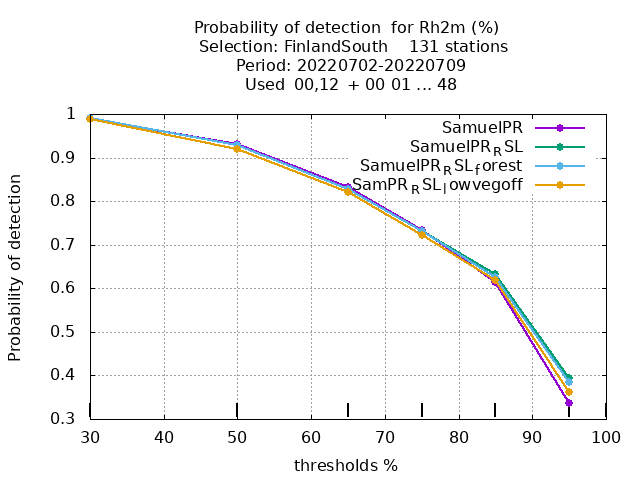 Probability of detection for Rh2m (%)
Selection: FinlandSouth 131 stations
Period: 20220702-20220709
Used 00,12 + 00 01 ... 48
SamuelPR
SamuelPR_RSL
SamuelPR_RSL_forest
SamPR_RSL_lowvegoff
Probability of detection
1
0.9
0.8
0.7
0.6
0.5
0.4
0.3
30 40 50 60 70 80 90 100
thresholds %